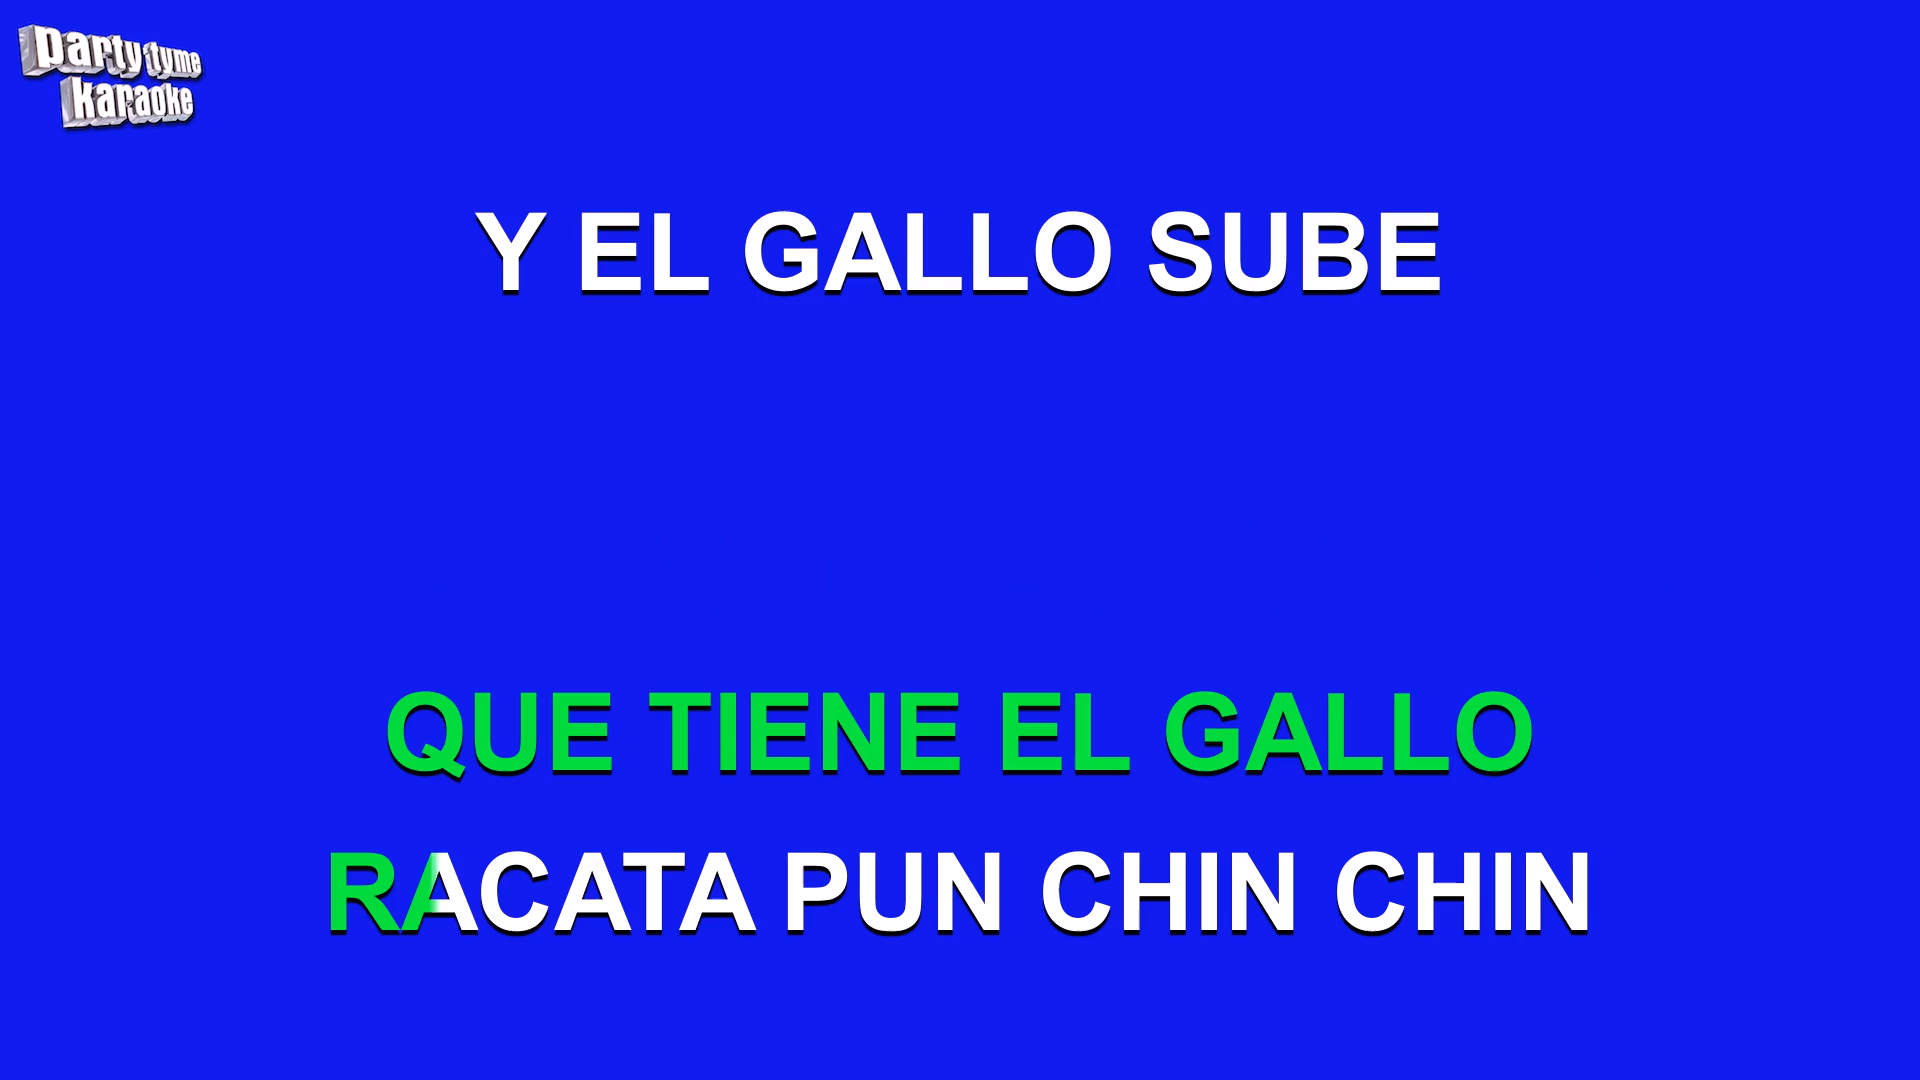 party tyme
karaoke
Y EL GALLO SUBE
QUE TIENE EL GALLO
RACATA PUN CHIN CHIN